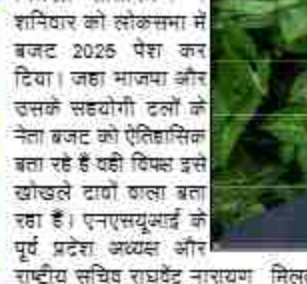 शनिवार को लोकसभा में
बजट 2025 पेश कर
दिया। जहा भाजपा और
उसके सहयोगी दलों के
नेता बजट को ऐतिहासिक
बता रहे हैं वही विपक्ष इसे
खोखले दावों वाला बता
रहा हैं। एनएसयूआई के
पूर्व प्रदेश अध्यक्ष और
राष्ट्रीय सचिव राघवेंद्र नारायण